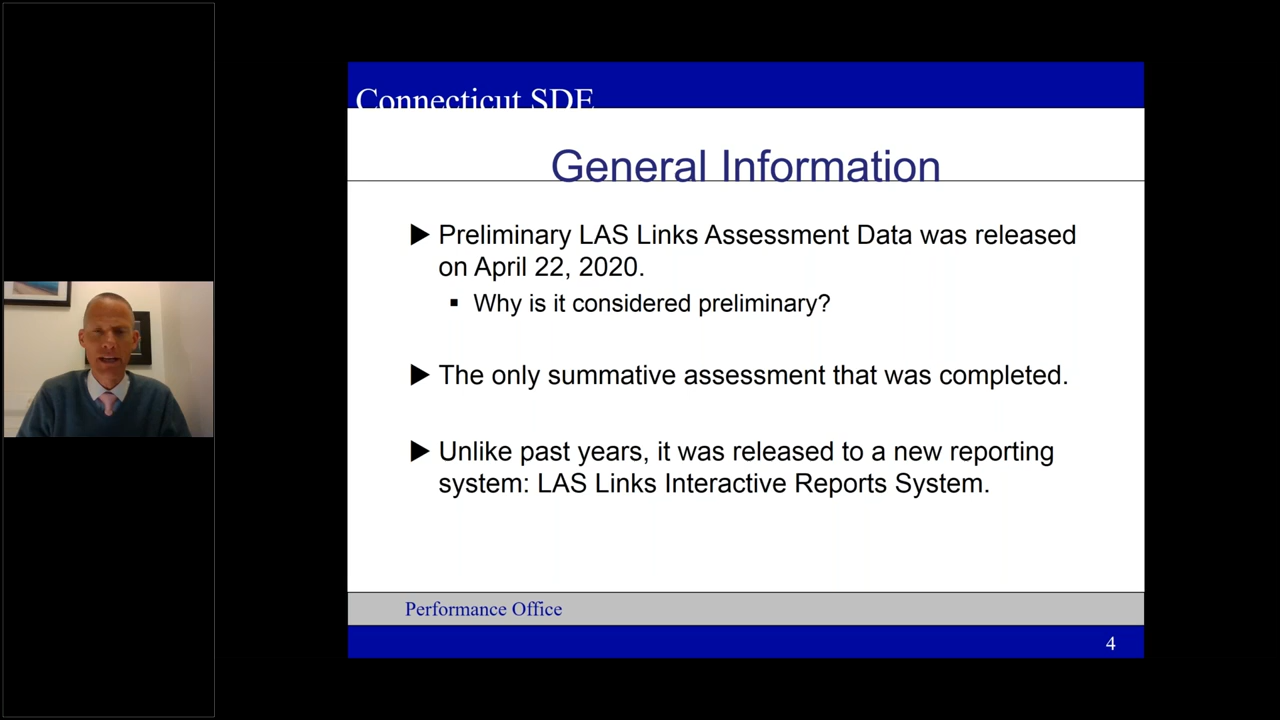 Connecticut SDE
General Information
Preliminary LAS Links Assessment Data was released
on April 22, 2020.
Why is it considered preliminary?
The only summative assessment that was completed.
Unlike past years, it was released to a new reporting
system: LAS Links Interactive Reports System.
Performance Office
4